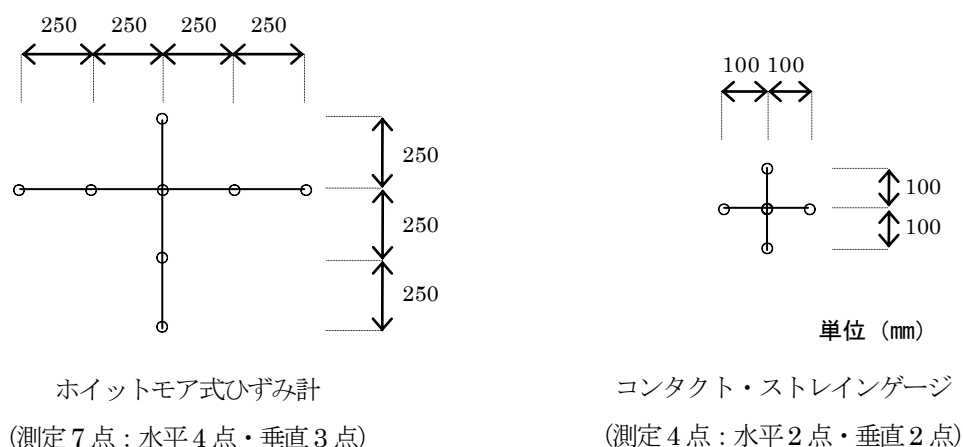 250 250 250 250
100 100
250
250
250
100
100
単位（㎜）
ホイットモア式ひずみ計
(測定７点：水平４点・垂直３点)
コンタクト・ストレインゲージ
(測定４点：水平２点・垂直２点)